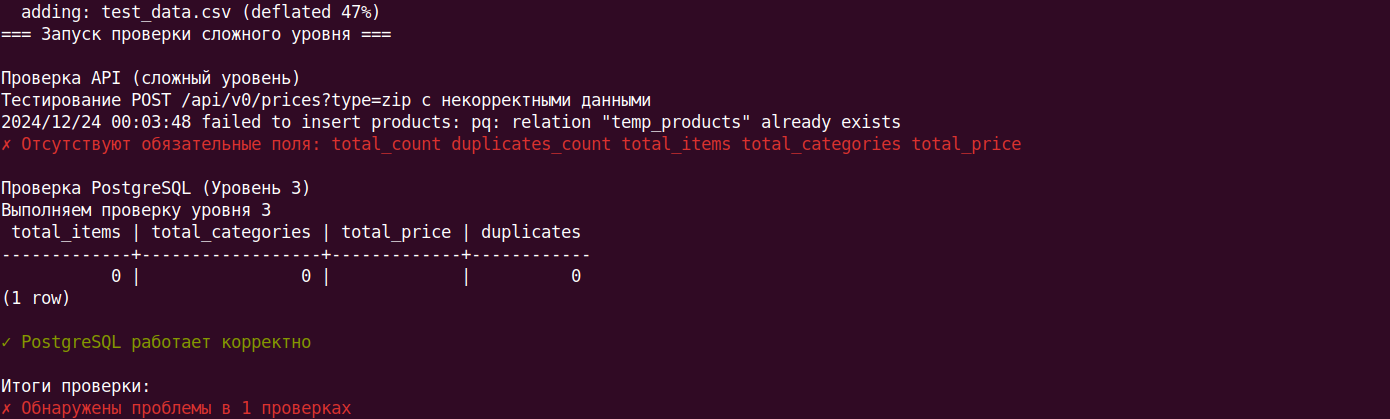 adding: test_data.csv (deflated 47%)
=== Запуск проверки сложного уровня ===
Проверка API (сложный уровень)
Тестирование POST /api/v0/prices?type=zip с некорректными данными
2024/12/24 00:03:48 failed to insert products: pq: relation "temp_products" already exists
✗ Отсутствуют обязательные поля: total_count duplicates_count total_items total_categories total_price
Проверка PostgreSQL (Уровень 3)
Выполняем проверку уровня 3
 total_items | total_categories | total_price | duplicates
-------------+------------------+-------------+------------
           0 |                0 |             |          0
(1 row)
✓ PostgreSQL работает корректно
Итоги проверки:
✗ Обнаружены проблемы в 1 проверках